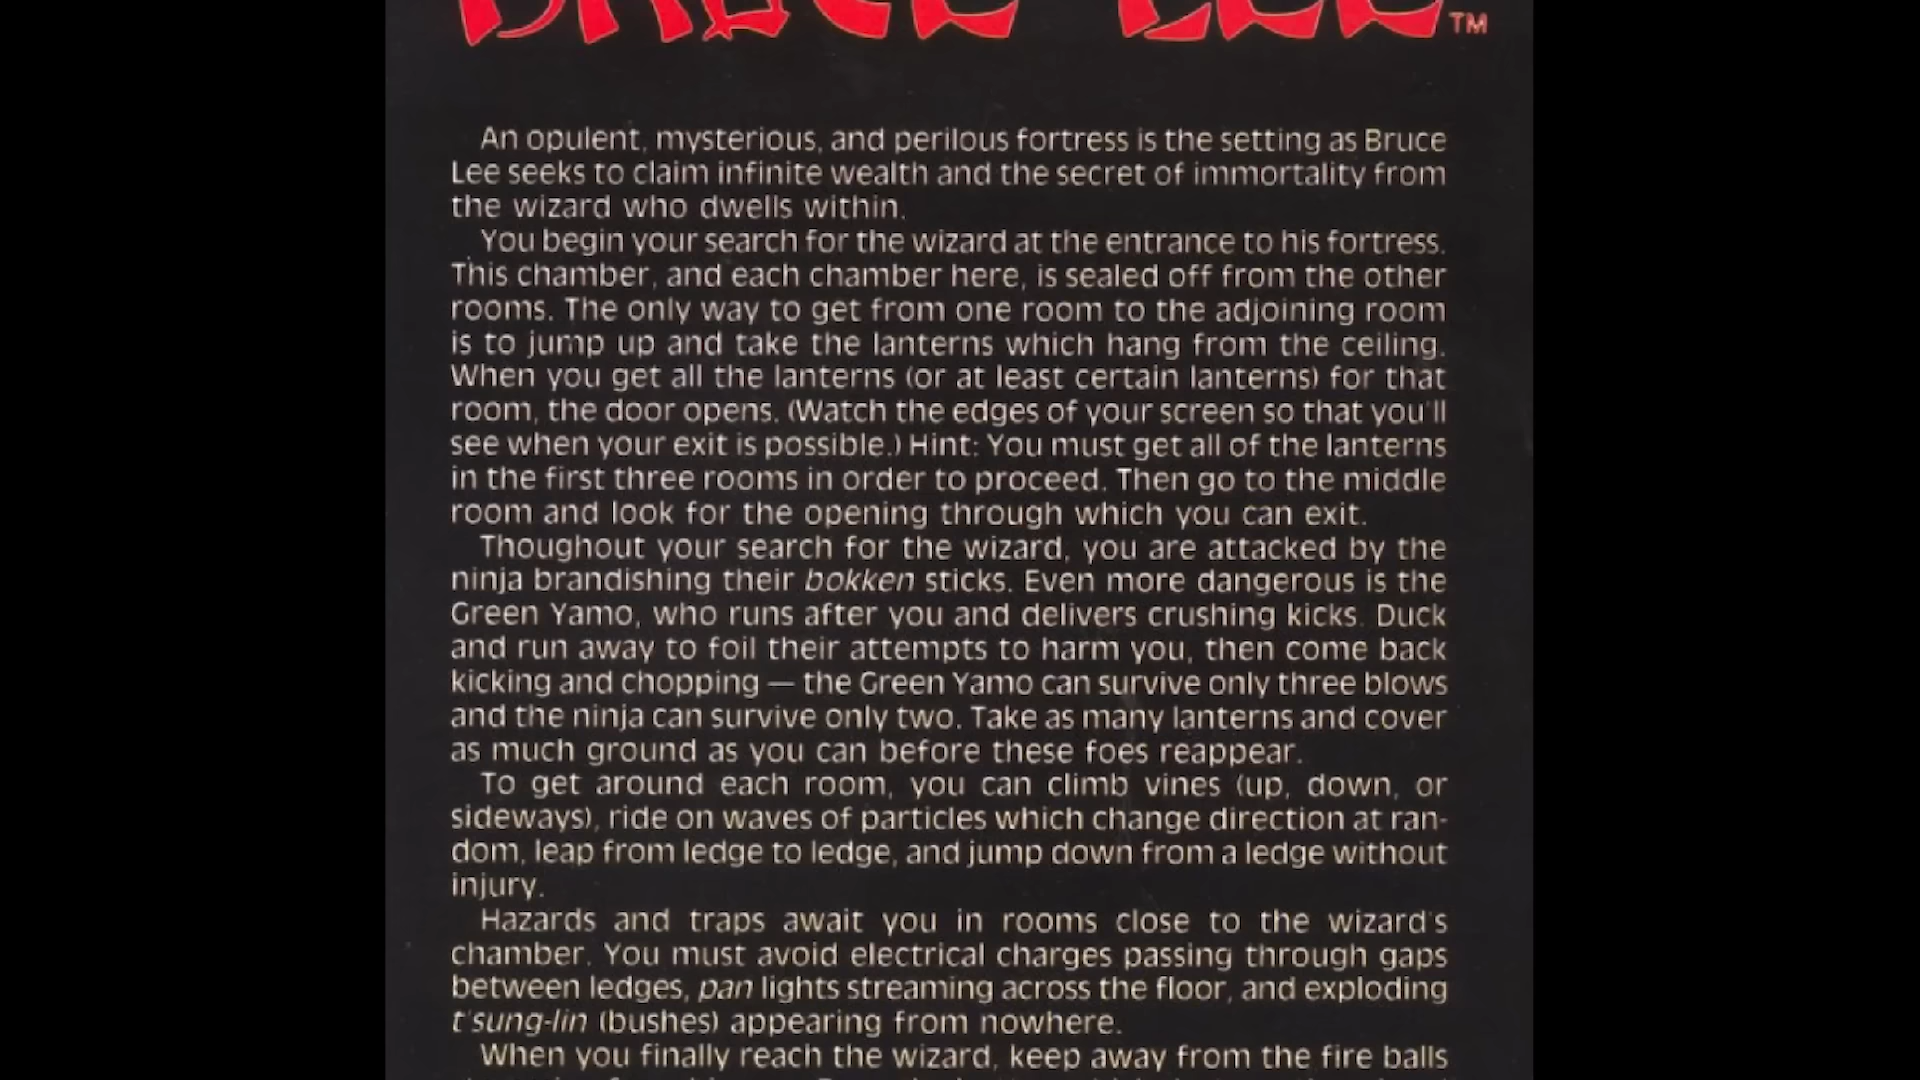 BRUCE LEE™
An opulent, mysterious, and perilous fortress is the setting as Bruce
Lee seeks to claim infinite wealth and the secret of immortality from
the wizard who dwells within.
You begin your search for the wizard at the entrance to his fortress.
This chamber, and each chamber here, is sealed off from the other
rooms. The only way to get from one room to the adjoining room
is to jump up and take the lanterns which hang from the ceiling.
When you get all the lanterns (or at least certain lanterns) for that
room, the door opens. (Watch the edges of your screen so that you'll
see when your exit is possible.) Hint: You must get all of the lanterns
in the first three rooms in order to proceed. Then go to the middle
room and look for the opening through which you can exit.
Thoughout your search for the wizard, you are attacked by the
ninja brandishing their bokken sticks. Even more dangerous is the
Green Yamo, who runs after you and delivers crushing kicks. Duck
and run away to foil their attempts to harm you, then come back
kicking and chopping — the Green Yamo can survive only three blows
and the ninja can survive only two. Take as many lanterns and cover
as much ground as you can before these foes reappear.
To get around each room, you can climb vines (up, down, or
sideways), ride on waves of particles which change direction at ran-
dom, leap from ledge to ledge, and jump down from a ledge without
injury.
Hazards and traps await you in rooms close to the wizard's
chamber. You must avoid electrical charges passing through gaps
between ledges, pan lights streaming across the floor, and exploding
t'sung-lin (bushes) appearing from nowhere.
When you finally reach the wizard, keep away from the fire balls